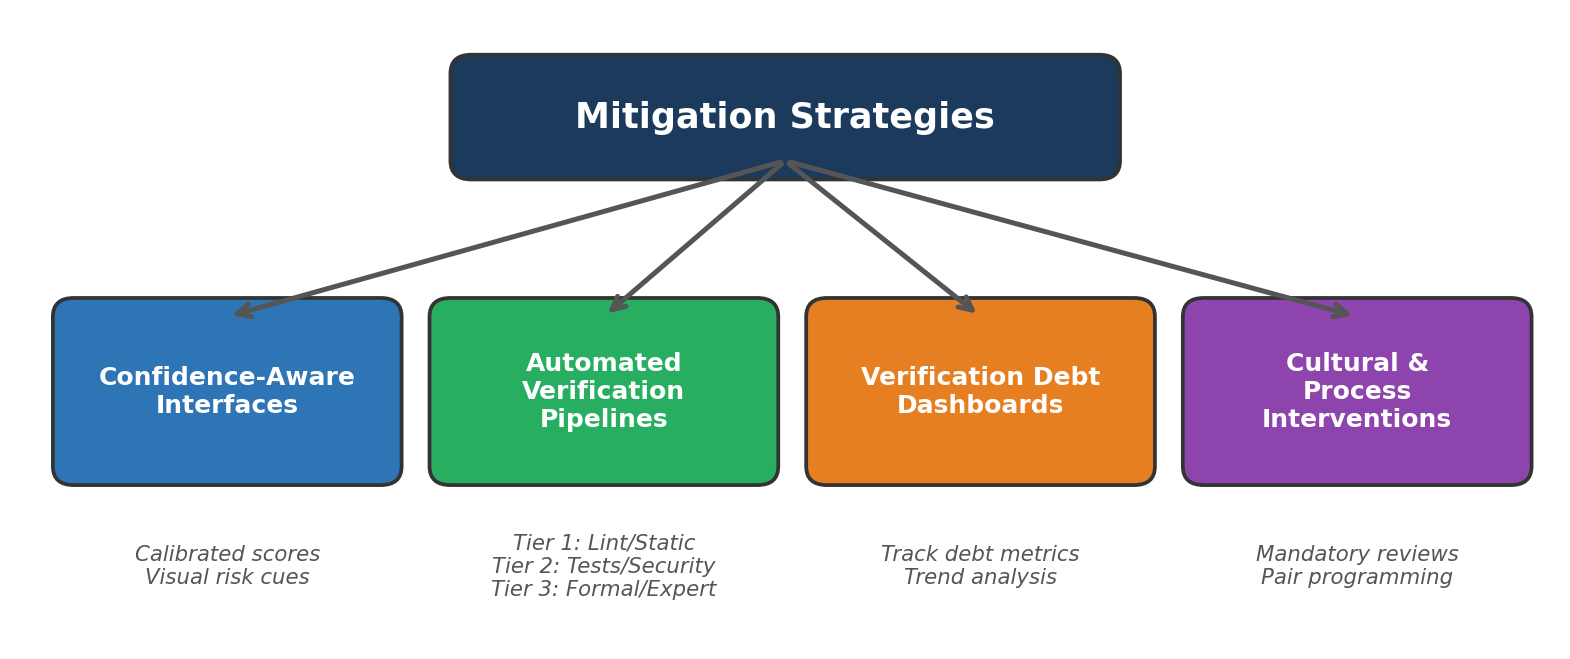 Mitigation Strategies
Confidence-Aware
Interfaces
Automated
Verification
Pipelines
Verification Debt
Dashboards
Cultural &
Process
Interventions
Calibrated scores
Visual risk cues
Tier 1: Lint/Static
Tier 2: Tests/Security
Tier 3: Formal/Expert
Track debt metrics
Trend analysis
Mandatory reviews
Pair programming